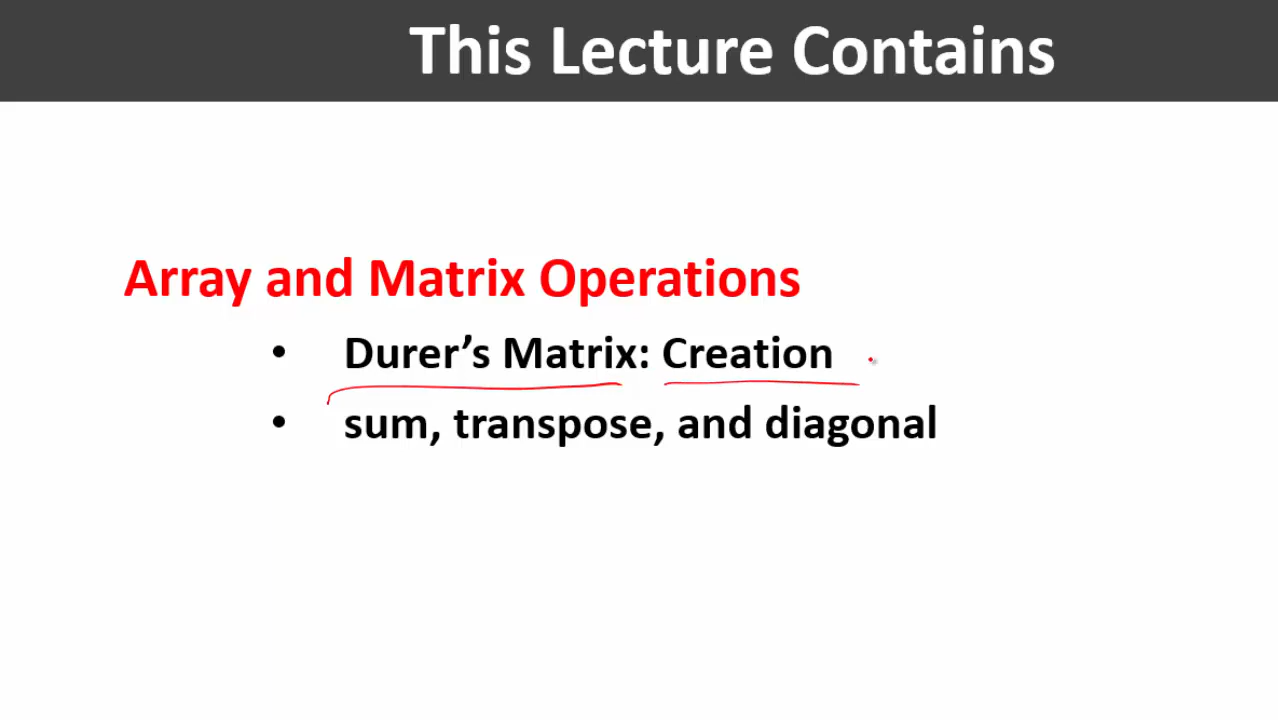 This Lecture Contains
Array and Matrix Operations
• Durer’s Matrix: Creation
• sum, transpose, and diagonal